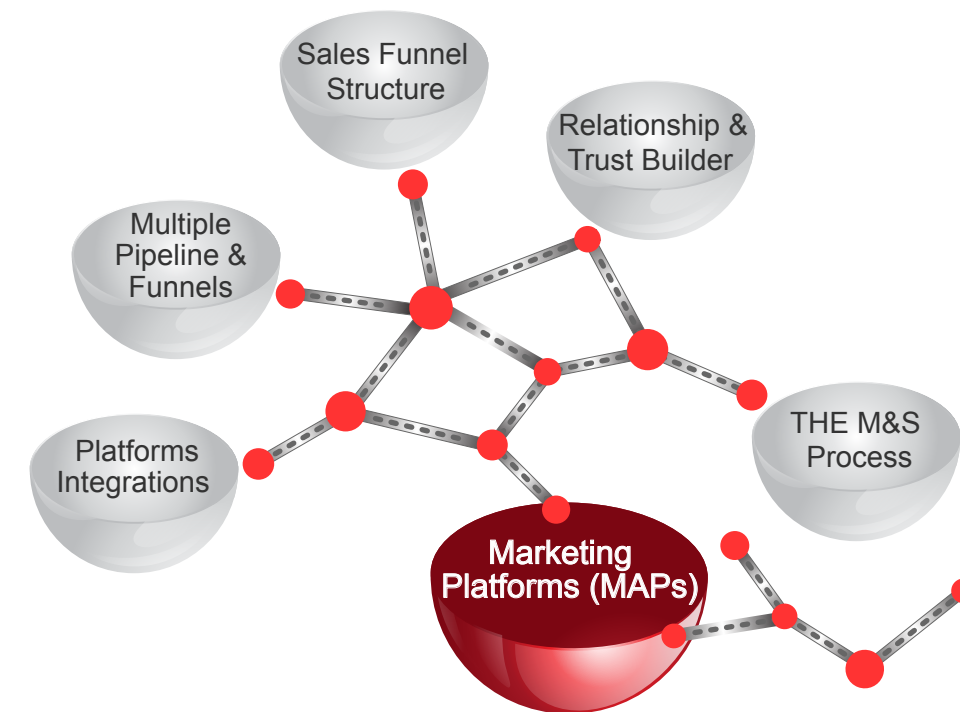 Sales Funnel
Structure
Relationship &
Trust Builder
Multiple
Pipeline &
Funnels
THE M&S
Process
Platforms
Integrations
Marketing
Platforms (MAPs)